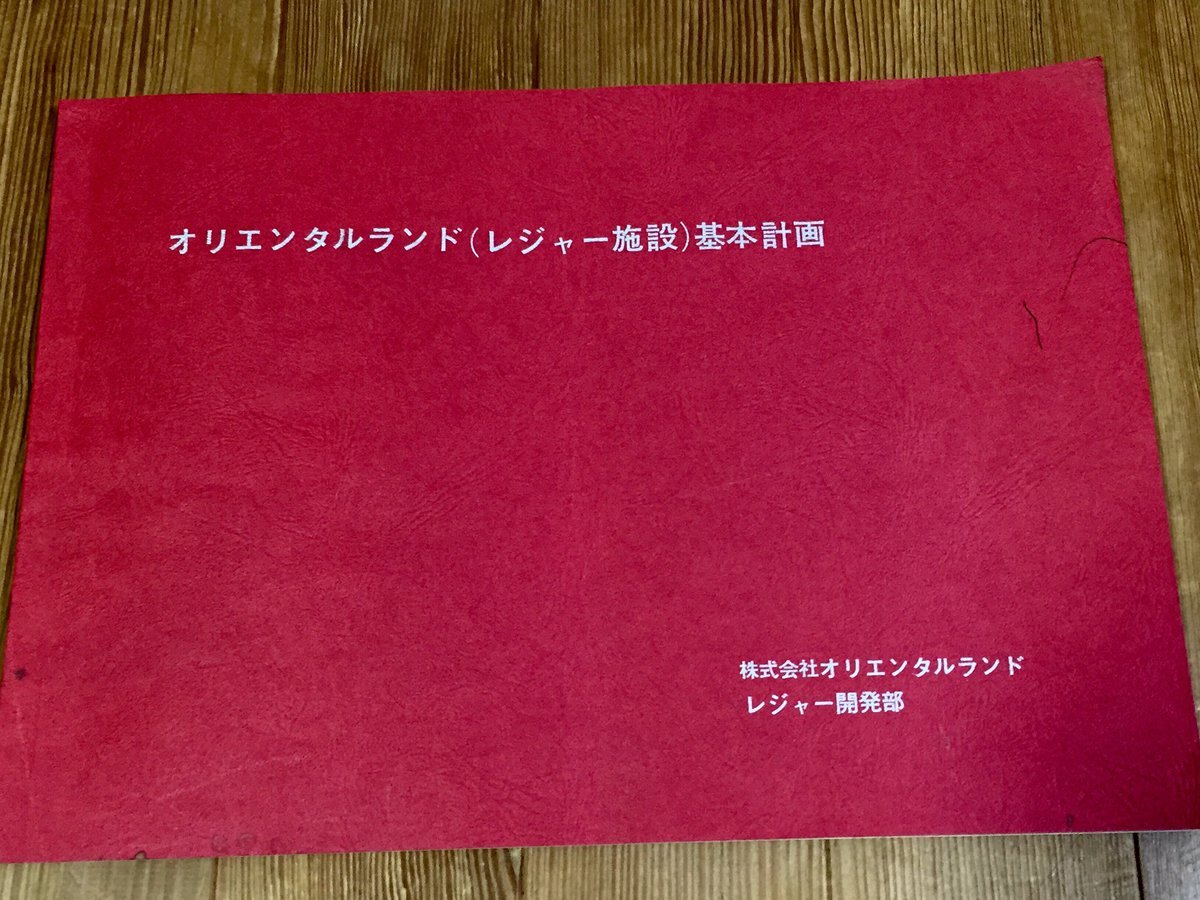 オリエンタルランド(レジャー施設)基本計画
株式会社オリエンタルランド
レジャー開発部